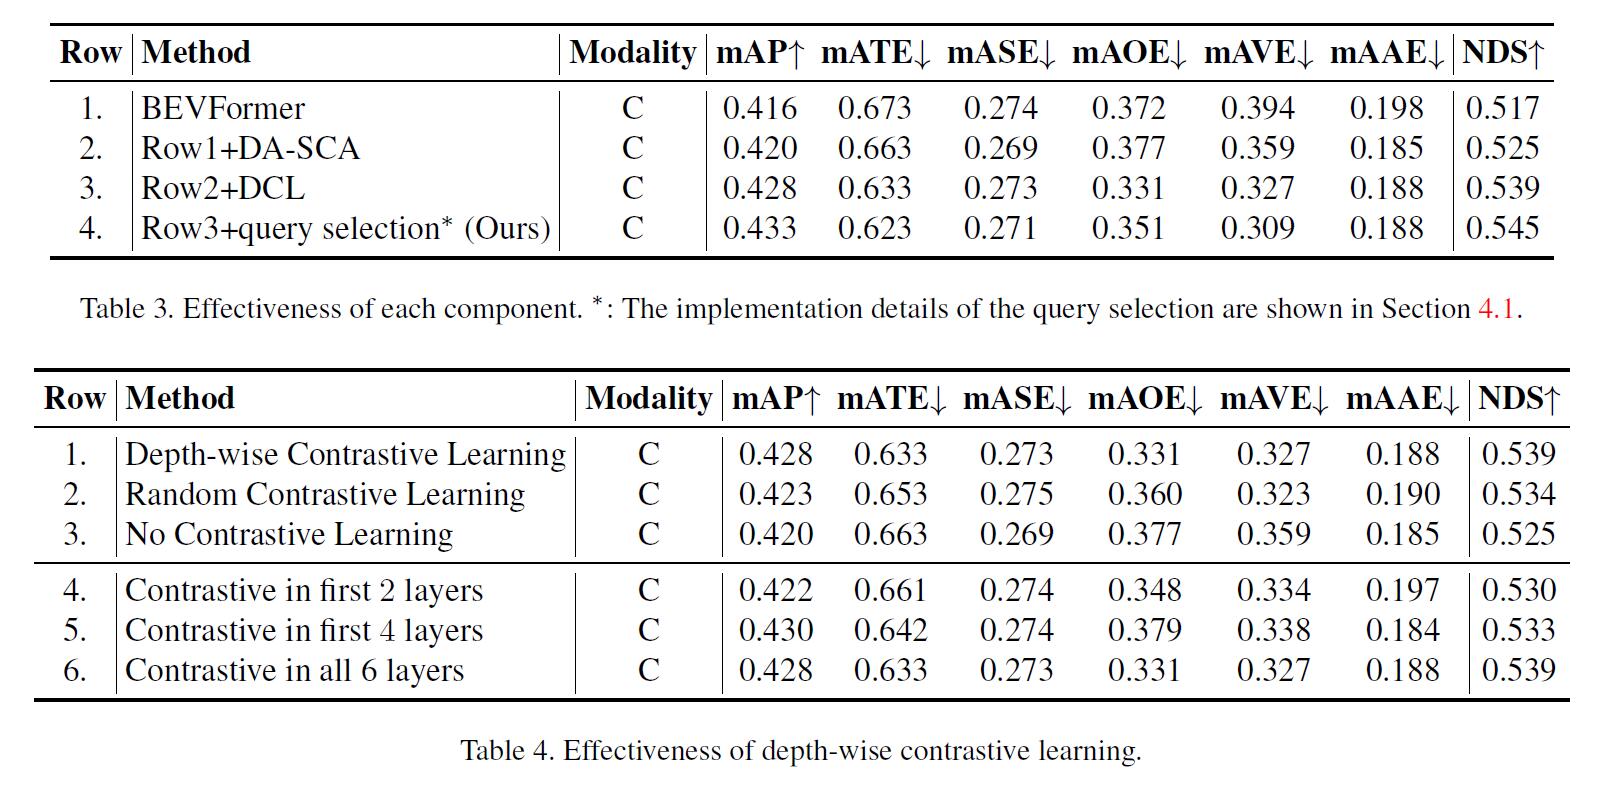 Row Method Modality mAP↑ mATE↓ mASE↓ mAOE↓ mAVE↓ mAAE↓ NDS↑
1. BEVFormer C 0.416 0.673 0.274 0.372 0.394 0.198 0.517
2. Row1+DA-SCA C 0.420 0.663 0.269 0.377 0.359 0.185 0.525
3. Row2+DCL C 0.428 0.633 0.273 0.331 0.327 0.188 0.539
4. Row3+query selection* (Ours) C 0.433 0.623 0.271 0.351 0.309 0.188 0.545
Table 3. Effectiveness of each component. *: The implementation details of the query selection are shown in Section 4.1.
Row Method Modality mAP↑ mATE↓ mASE↓ mAOE↓ mAVE↓ mAAE↓ NDS↑
1. Depth-wise Contrastive Learning C 0.428 0.633 0.273 0.331 0.327 0.188 0.539
2. Random Contrastive Learning C 0.423 0.653 0.275 0.360 0.323 0.190 0.534
3. No Contrastive Learning C 0.420 0.663 0.269 0.377 0.359 0.185 0.525
4. Contrastive in first 2 layers C 0.422 0.661 0.274 0.348 0.334 0.197 0.530
5. Contrastive in first 4 layers C 0.430 0.642 0.274 0.379 0.338 0.184 0.533
6. Contrastive in all 6 layers C 0.428 0.633 0.273 0.331 0.327 0.188 0.539
Table 4. Effectiveness of depth-wise contrastive learning.